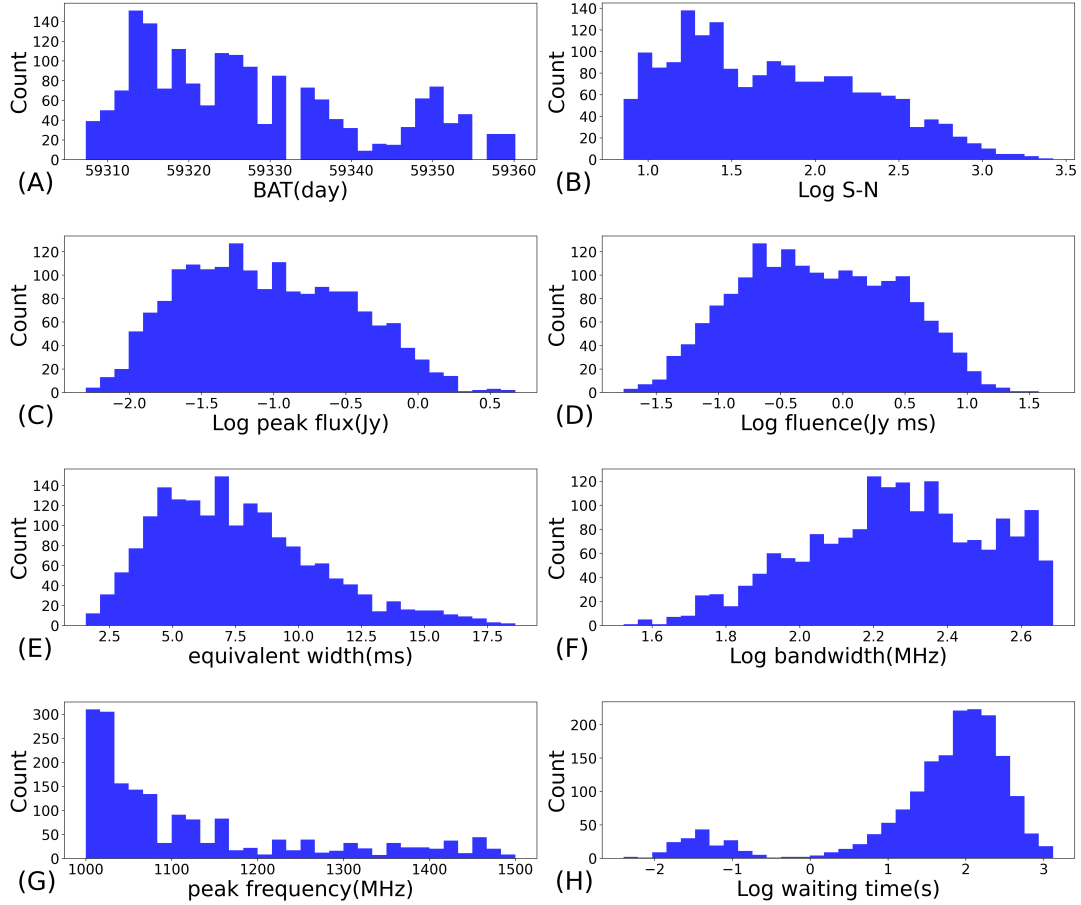 140
120
100
80
60
40
20
0
Count
59310 59320 59330 59340 59350 59360
(A) BAT(day)
140
120
100
80
60
40
20
0
Count
1.0 1.5 2.0 2.5 3.0 3.5
(B) Log S-N
120
100
80
60
40
20
0
Count
−2.0 −1.5 −1.0 −0.5 0.0 0.5
(C) Log peak flux(Jy)
120
100
80
60
40
20
0
Count
−1.5 −1.0 −0.5 0.0 0.5 1.0 1.5
(D) Log fluence(Jy ms)
140
120
100
80
60
40
20
0
Count
2.5 5.0 7.5 10.0 12.5 15.0 17.5
(E) equivalent width(ms)
120
100
80
60
40
20
0
Count
1.6 1.8 2.0 2.2 2.4 2.6
(F) Log bandwidth(MHz)
300
250
200
150
100
50
0
Count
1000 1100 1200 1300 1400 1500
(G) peak frequency(MHz)
200
150
100
50
0
Count
−2 −1 0 1 2 3
(H) Log waiting time(s)